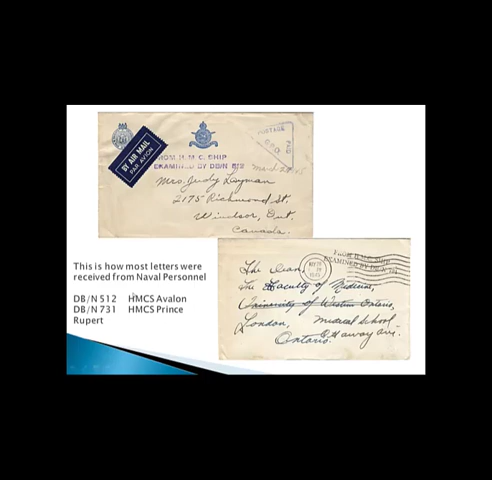 BY AIR MAIL
PAR AVION
POSTAGE
PAID
FROM H.M.C. SHIP
EXAMINED BY DB/N 512
Mrs. Judy Layman
2175 Richmond St.
Windsor, Ont.
Canada.
This is how most letters were
received from Naval Personnel
DB/N 512 HMCS Avalon
DB/N 731 HMCS Prince
Rupert
FROM H.M.C. SHIP
EXAMINED BY DB/N 731
The Dean,
The Faculty of Medicine,
University of Western Ontario,
London, Medical School
Ontario. Ottaway Ave.